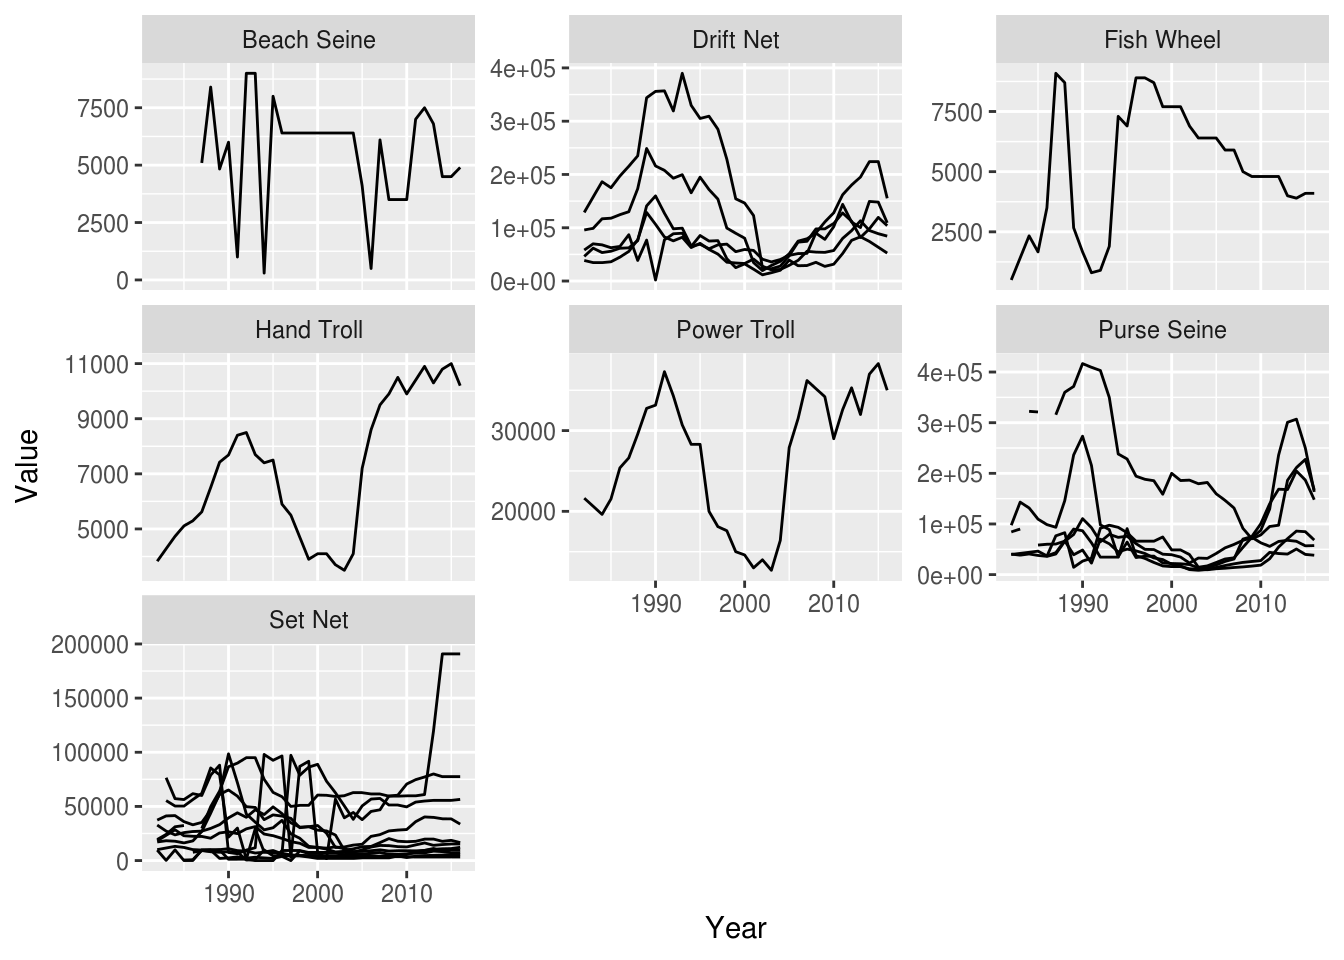 Beach Seine
Drift Net
Fish Wheel
7500
5000
2500
0
4e+05
3e+05
2e+05
1e+05
0e+00
7500
5000
2500
Hand Troll
Power Troll
Purse Seine
11000
9000
7000
5000
30000
20000
4e+05
3e+05
2e+05
1e+05
0e+00
1990 2000 2010
1990 2000 2010
Set Net
200000
150000
100000
50000
0
1990 2000 2010
Value
Year